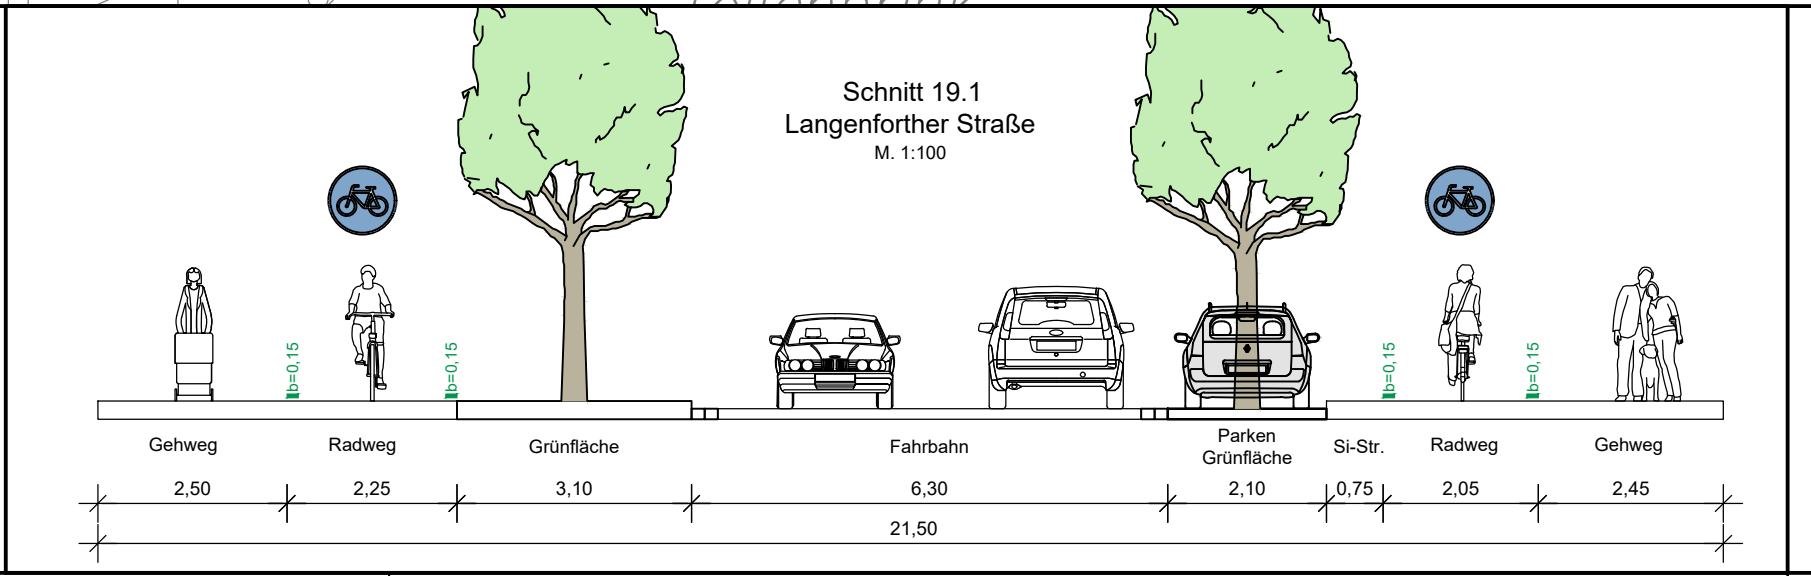 Schnitt 19.1
Langenforther Straße
M. 1:100
b=0,15
b=0,15
b=0,15
b=0,15
Gehweg
Radweg
Grünfläche
Fahrbahn
Parken
Grünfläche
Si-Str.
Radweg
Gehweg
2,50
2,25
3,10
6,30
2,10
0,75
2,05
2,45
21,50